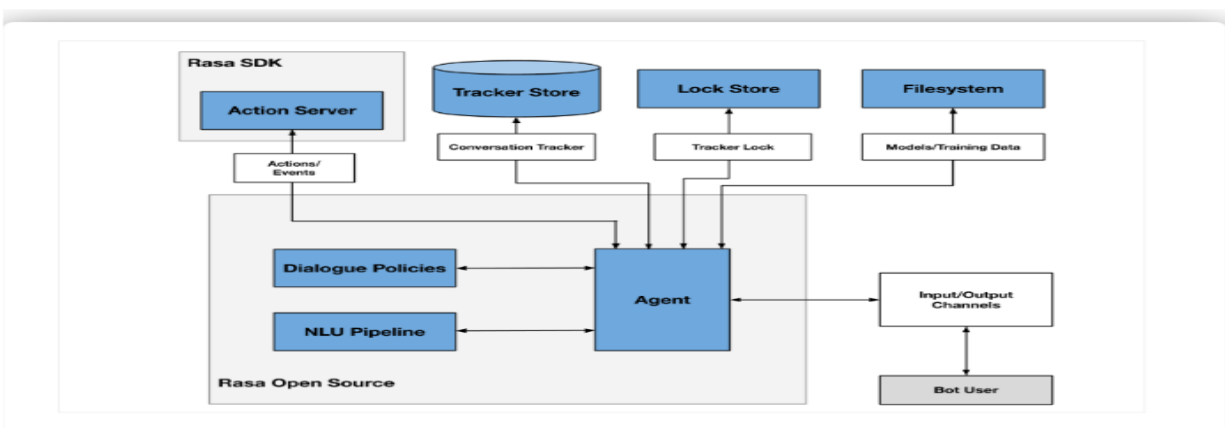 Rasa SDK
Action Server
Tracker Store
Lock Store
Filesystem
Actions/
Events
Conversation Tracker
Tracker Lock
Models/Training Data
Dialogue Policies
NLU Pipeline
Agent
Input/Output
Channels
Rasa Open Source
Bot User